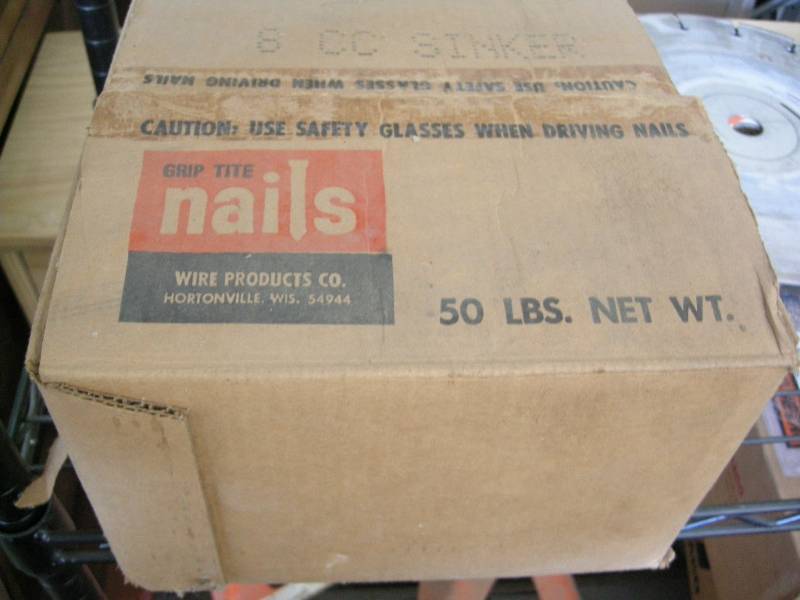 8 CC SINKER
CAUTION: USE SAFETY GLASSES WHEN DRIVING NAILS
CAUTION: USE SAFETY GLASSES WHEN DRIVING NAILS
GRIP TITE
nails
WIRE PRODUCTS CO.
HORTONVILLE, WIS. 54944
50 LBS. NET WT.